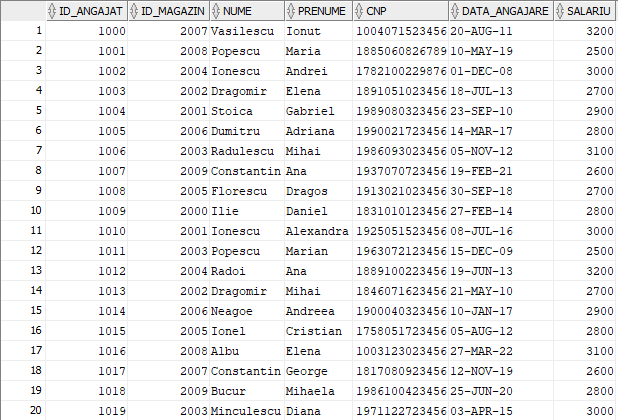 ID_ANGAJAT ID_MAGAZIN NUME PRENUME CNP DATA_ANGAJARE SALARIU
1 1000 2007 Vasilescu Ionut 1004071523456 20-AUG-11 3200
2 1001 2008 Popescu Maria 1885060826789 10-MAY-19 2500
3 1002 2004 Ionescu Andrei 1782100229876 01-DEC-08 3000
4 1003 2002 Dragomir Elena 1891051023456 18-JUL-13 2700
5 1004 2001 Stoica Gabriel 1989080323456 23-SEP-10 2900
6 1005 2006 Dumitru Adriana 1990021723456 14-MAR-17 2800
7 1006 2003 Radulescu Mihai 1986093023456 05-NOV-12 3100
8 1007 2009 Constantin Ana 1937070723456 19-FEB-21 2600
9 1008 2005 Florescu Dragos 1913021023456 30-SEP-18 2700
10 1009 2000 Ilie Daniel 1831010123456 27-FEB-14 2800
11 1010 2001 Ionescu Alexandra 1925051523456 08-JUL-16 3000
12 1011 2003 Popescu Marian 1963072123456 15-DEC-09 2500
13 1012 2004 Radoi Ana 1889100223456 19-JUN-13 3200
14 1013 2002 Dragomir Mihai 1846071623456 21-MAY-10 2700
15 1014 2006 Neagoe Andreea 1900040323456 10-JAN-17 2900
16 1015 2005 Ionel Cristian 1758051723456 05-AUG-12 2800
17 1016 2008 Albu Elena 1003123023456 27-MAR-22 3100
18 1017 2007 Constantin George 1817080923456 12-NOV-19 2600
19 1018 2009 Bucur Mihaela 1986100423456 25-JUN-20 2800
20 1019 2003 Minculescu Diana 1971122723456 03-APR-15 3000